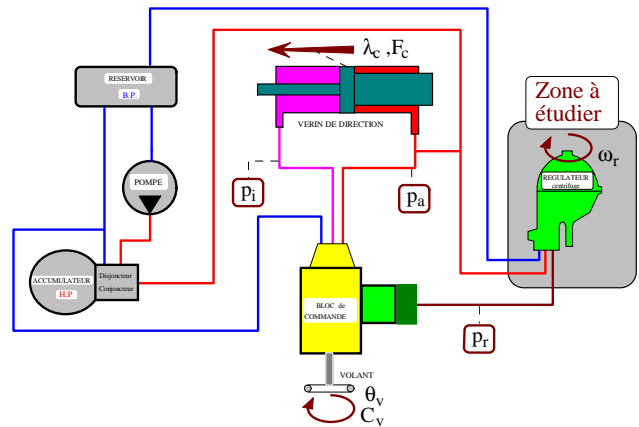 λc ,Fc
RESERVOIR
B.P.
Zone à
étudier
VERIN DE DIRECTION
ωr
POMPE
REGULATEUR
centrifuge
pi
pa
ACCUMULATEUR
H.P
Disjoncteur
Conjoncteur
BLOC de
COMMANDE
pr
VOLANT
θv
Cv